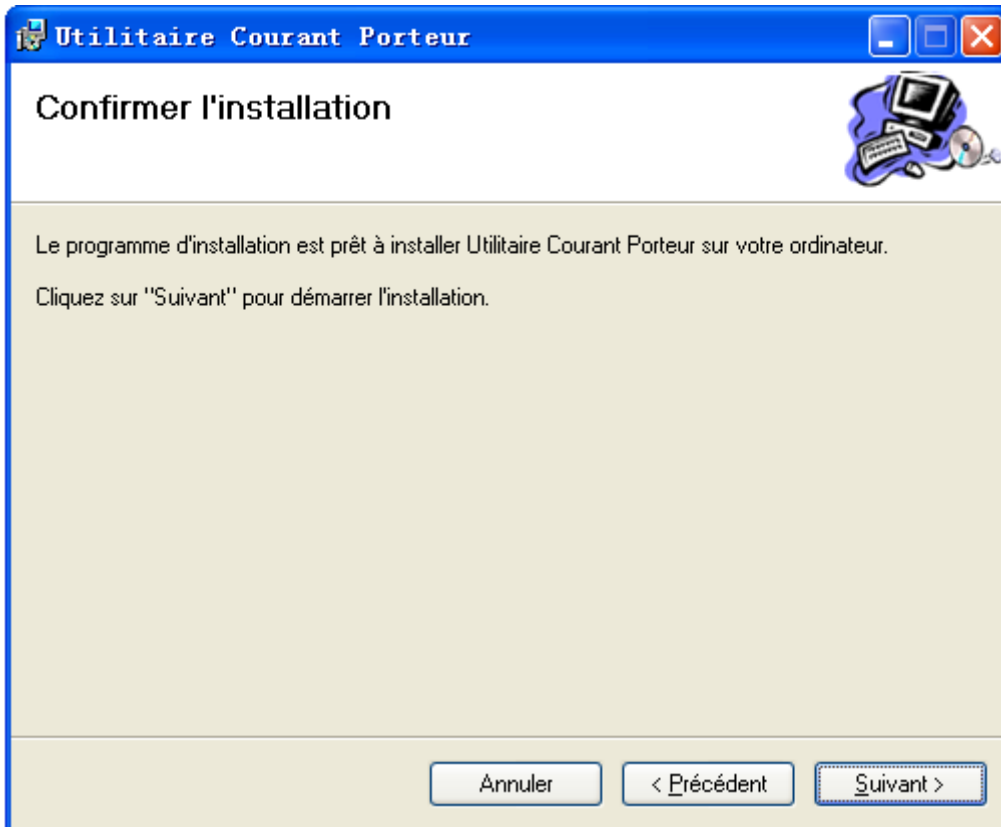 Utilitaire Courant Porteur
Confirmer l'installation
Le programme d'installation est prêt à installer Utilitaire Courant Porteur sur votre ordinateur.
Cliquez sur "Suivant" pour démarrer l'installation.
Annuler
< Précédent
Suivant >